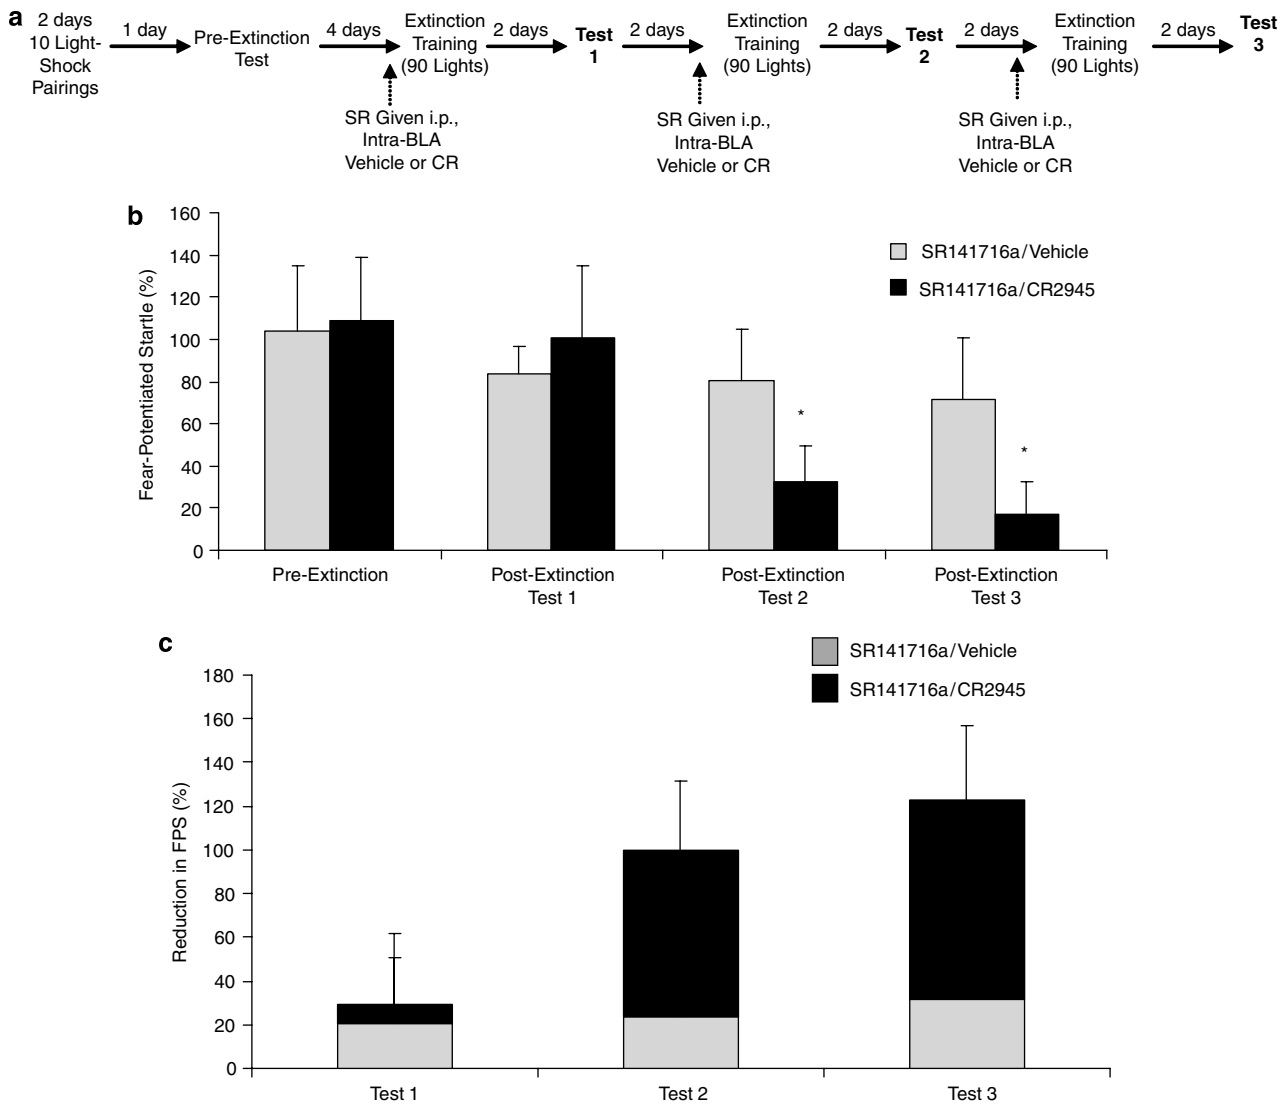 a
2 days
10 Light-
Shock
Pairings
1 day
Pre-Extinction
Test
4 days
Extinction
Training
(90 Lights)
2 days
Test
1
2 days
Extinction
Training
(90 Lights)
2 days
Test
2
2 days
Extinction
Training
(90 Lights)
2 days
Test
3
SR Given i.p.,
Intra-BLA
Vehicle or CR
SR Given i.p.,
Intra-BLA
Vehicle or CR
SR Given i.p.,
Intra-BLA
Vehicle or CR
b
Fear-Potentiated Startle (%)
160
140
120
100
80
60
40
20
0
SR141716a/Vehicle
SR141716a/CR2945
*
*
Pre-Extinction
Post-Extinction
Test 1
Post-Extinction
Test 2
Post-Extinction
Test 3
c
Reduction in FPS (%)
180
160
140
120
100
80
60
40
20
0
SR141716a/Vehicle
SR141716a/CR2945
Test 1
Test 2
Test 3